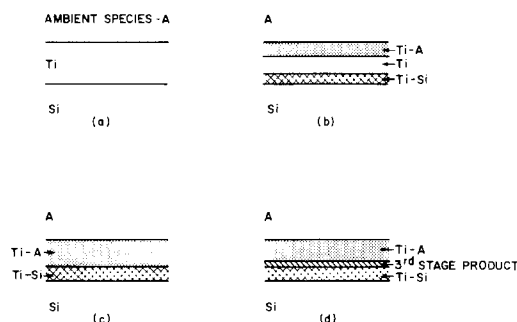 AMBIENT SPECIES -A
Ti
Si
(a)
A
Ti-A
Ti
Ti-Si
Si
(b)
A
Ti-A
Ti-Si
Si
(c)
A
Ti-A
3rd STAGE PRODUCT
Ti-Si
Si
(d)